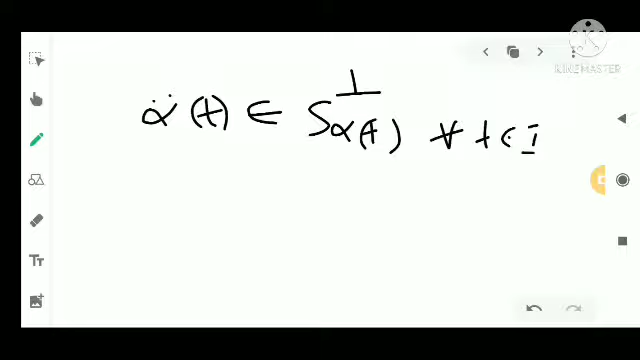 α̈(t) ∈ S⊥α(t) ∀ t ∈ I
KINEMASTER